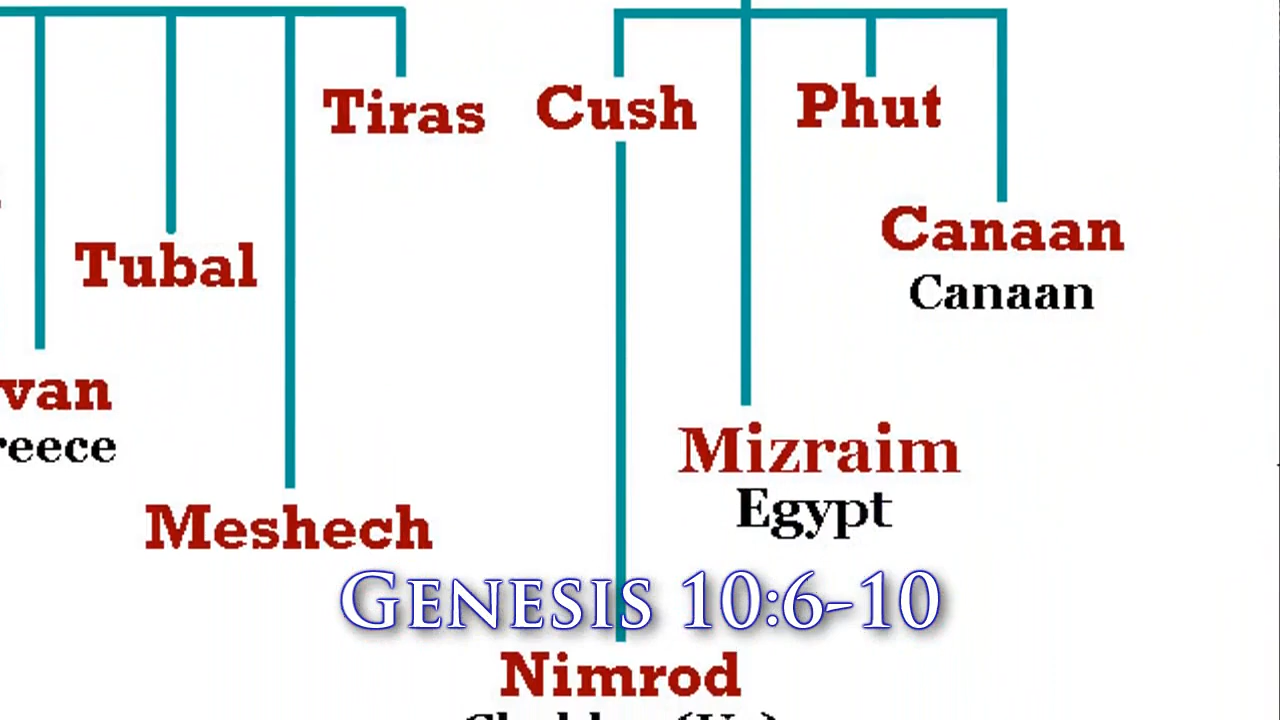 Tiras
Cush
Phut
Canaan
Canaan
Tubal
van
reece
Mizraim
Egypt
Meshech
GENESIS 10:6-10
Nimrod